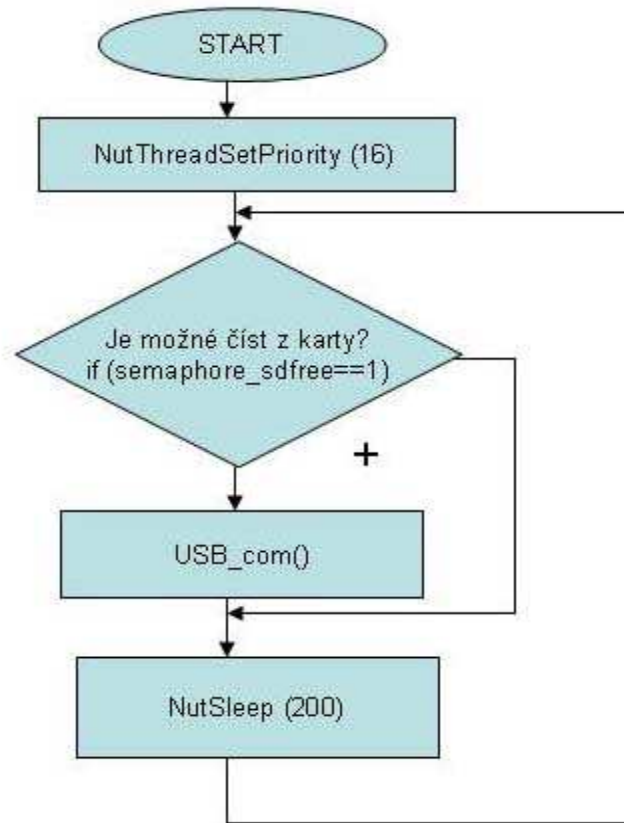 START
NutThreadSetPriority (16)
Je možné číst z karty?
if (semaphore_sdfree==1)
+
USB_com()
NutSleep (200)